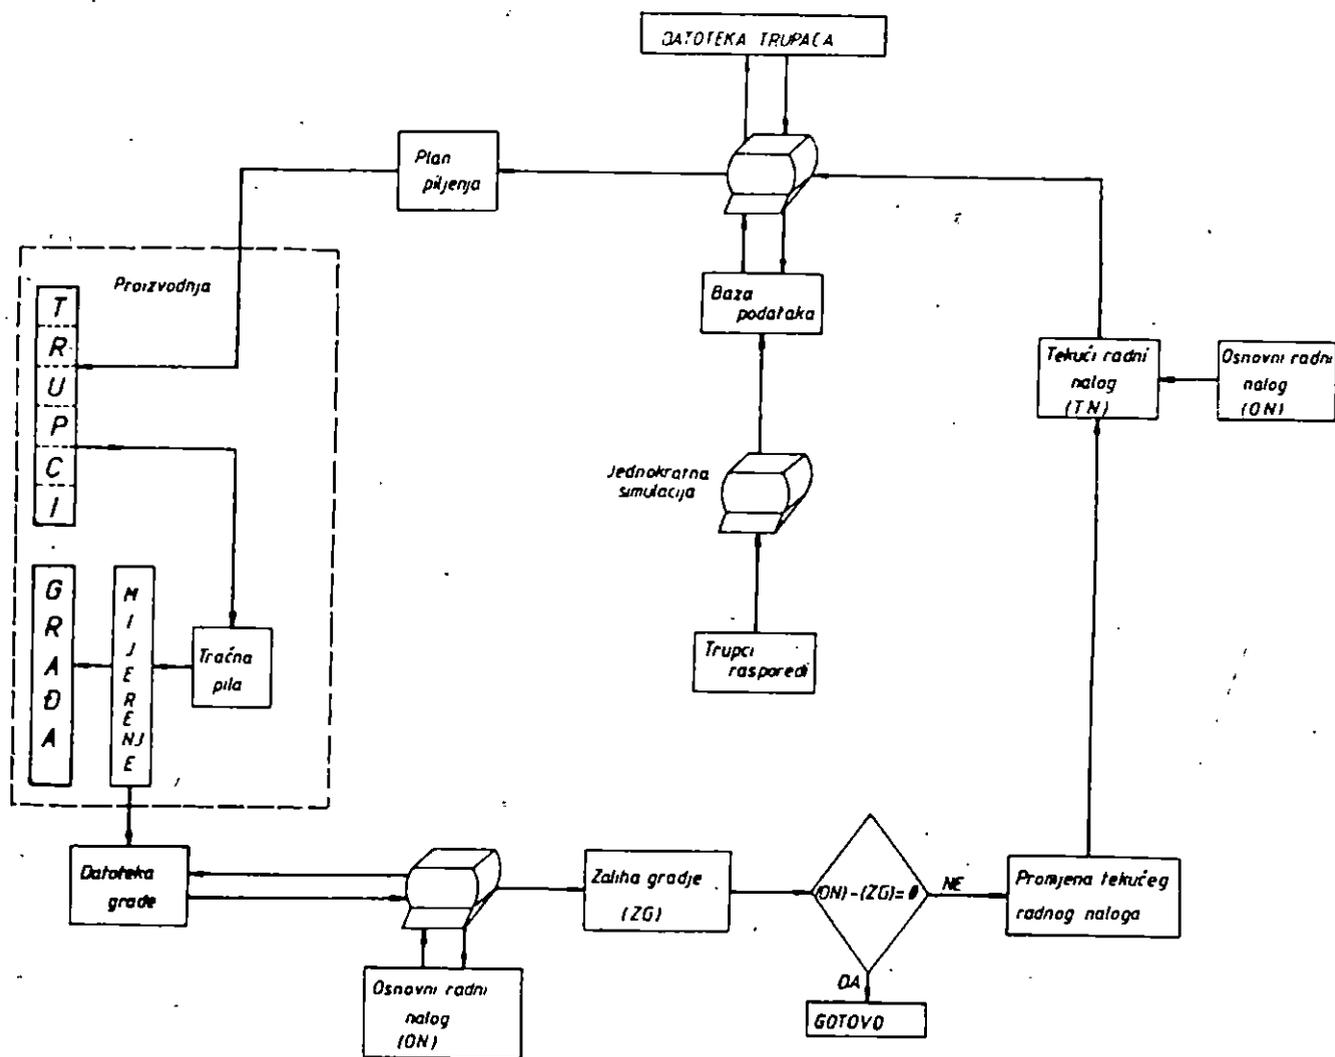 DATOTEKA TRUPACA
Plan
piljenja
Proizvodnja
T
R
U
P
C
I
Baza
podataka
Tekući radni
nalog
(TN)
Osnovni radni
nalog
(ON)
Jednokratna
simulacija
G
R
A
Đ
A
M
I
J
E
R
E
NJ
E
Tračna
pila
Trupci
rasporedi
Datoteka
građe
Zaliha gradje
(ZG)
(ON)-(ZG)=0
NE
Promjena tekućeg
radnog naloga
Osnovni radni
nalog
(ON)
DA
GOTOVO